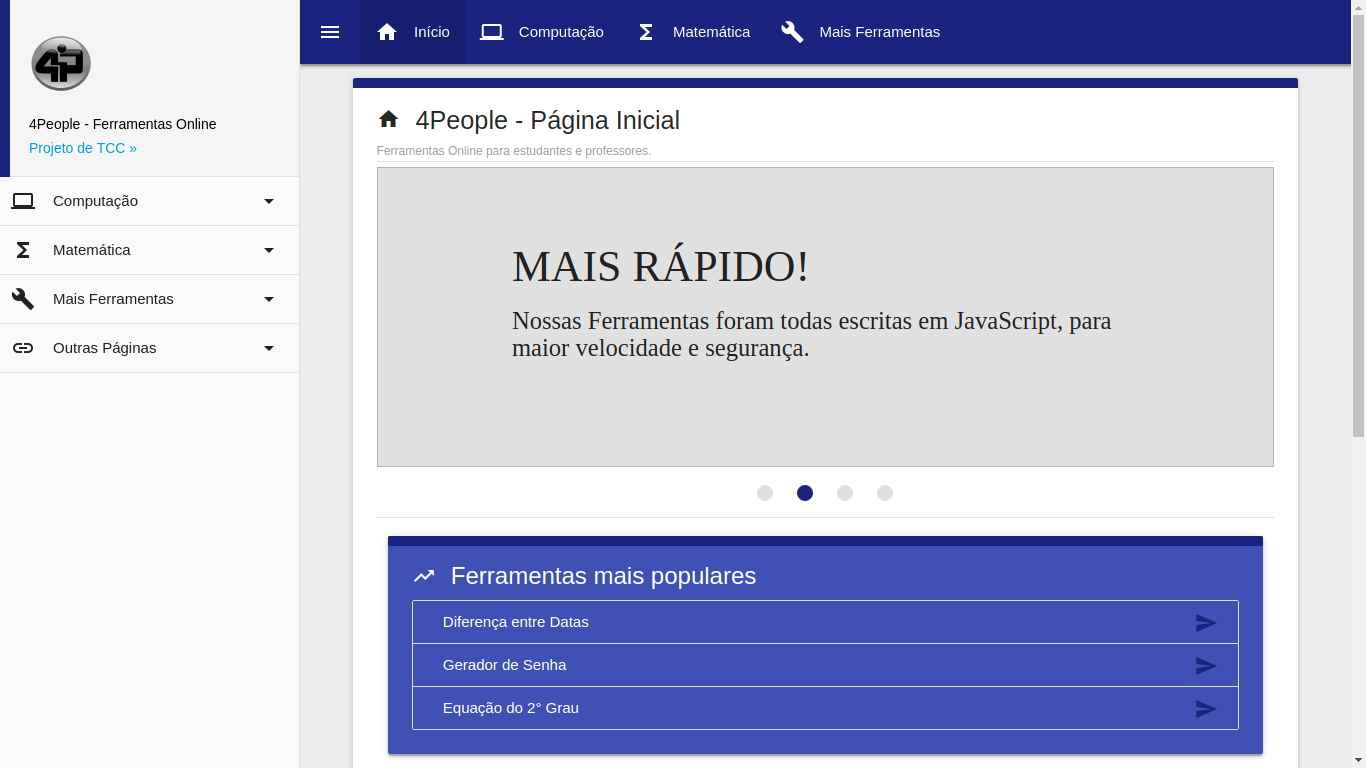 4P
4People - Ferramentas Online
Projeto de TCC »
Computação
Matemática
Mais Ferramentas
Outras Páginas
Início
Computação
Matemática
Mais Ferramentas
4People - Página Inicial
Ferramentas Online para estudantes e professores.
MAIS RÁPIDO!
Nossas Ferramentas foram todas escritas em JavaScript, para
maior velocidade e segurança.
Ferramentas mais populares
Diferença entre Datas
Gerador de Senha
Equação do 2° Grau